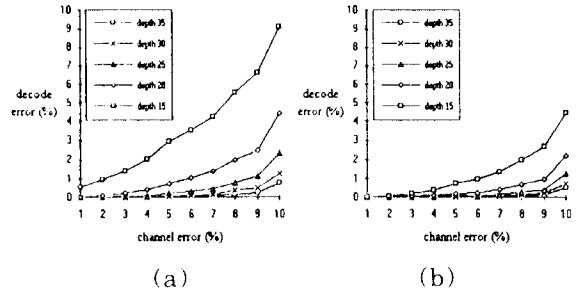 10
9
8
7
6
5
4
3
2
1
0
decode
error (%)
depth 35
depth 30
depth 25
depth 20
depth 15
1 2 3 4 5 6 7 8 9 10
channel error (%)
(a)
10
9
8
7
6
5
4
3
2
1
0
decode
error (%)
depth 35
depth 30
depth 25
depth 20
depth 15
1 2 3 4 5 6 7 8 9 10
channel error (%)
(b)